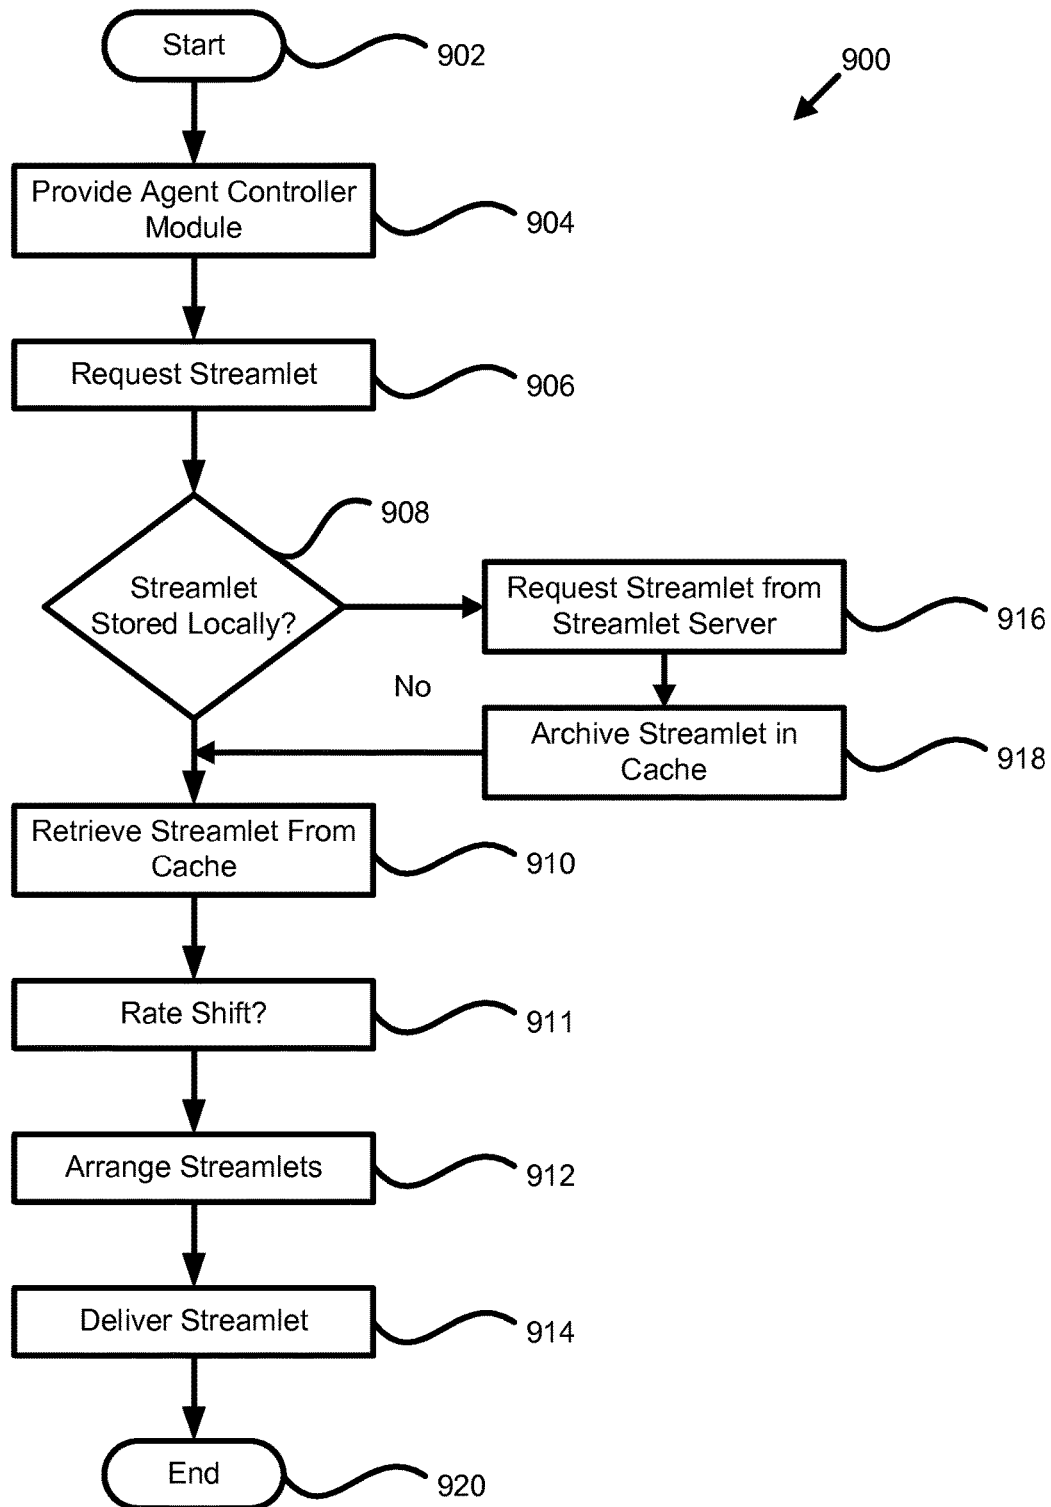 Start
902
900
Provide Agent Controller
Module
904
Request Streamlet
906
908
Streamlet
Stored Locally?
Request Streamlet from
Streamlet Server
916
No
Archive Streamlet in
Cache
918
Retrieve Streamlet From
Cache
910
Rate Shift?
911
Arrange Streamlets
912
Deliver Streamlet
914
End
920